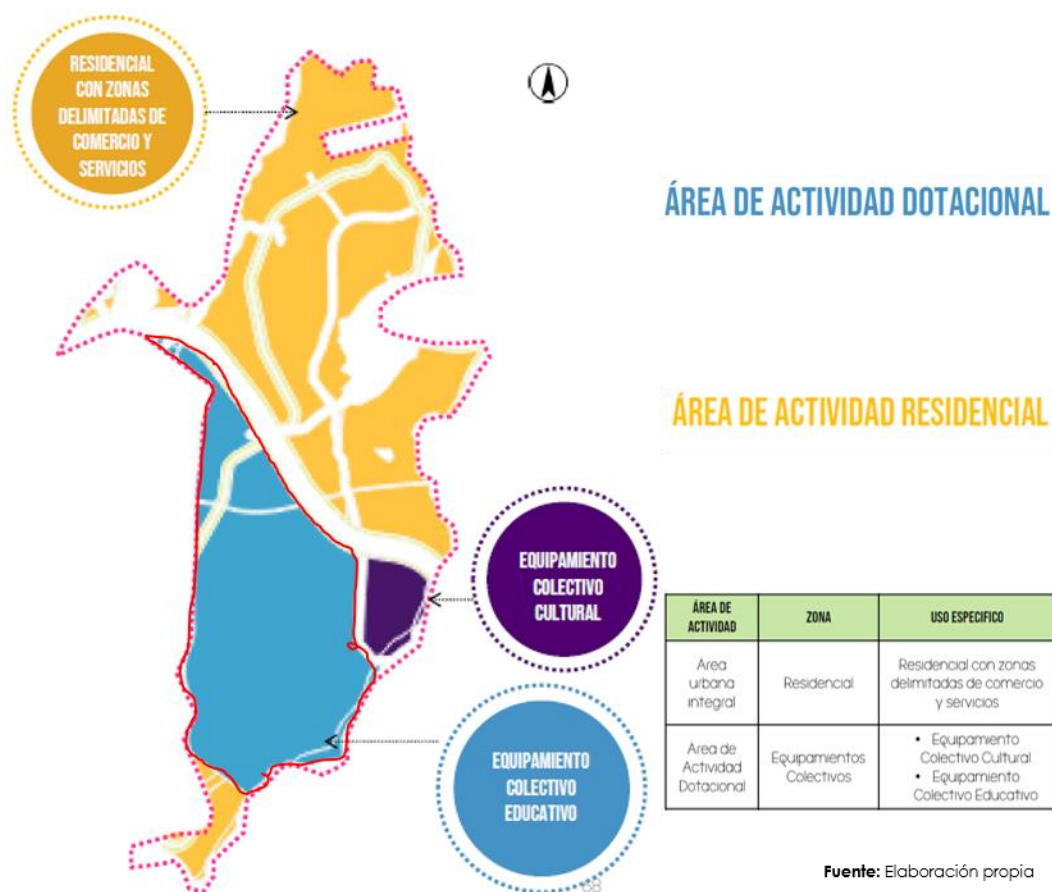 RESIDENCIAL
CON ZONAS
DELIMITADAS DE
COMERCIO Y
SERVICIOS
ÁREA DE ACTIVIDAD DOTACIONAL
ÁREA DE ACTIVIDAD RESIDENCIAL
EQUIPAMIENTO
COLECTIVO
CULTURAL
EQUIPAMIENTO
COLECTIVO
EDUCATIVO
ÁREA DE
ACTIVIDAD
ZONA
USO ESPECIFICO
Area
urbana
integral
Residencial
Residencial con zonas
delimitadas de comercio
y servicios
Area de
Actividad
Dotacional
Equipamientos
Colectivos
• Equipamiento
Colectivo Cultural
• Equipamiento
Colectivo Educativo
68
Fuente: Elaboración propia